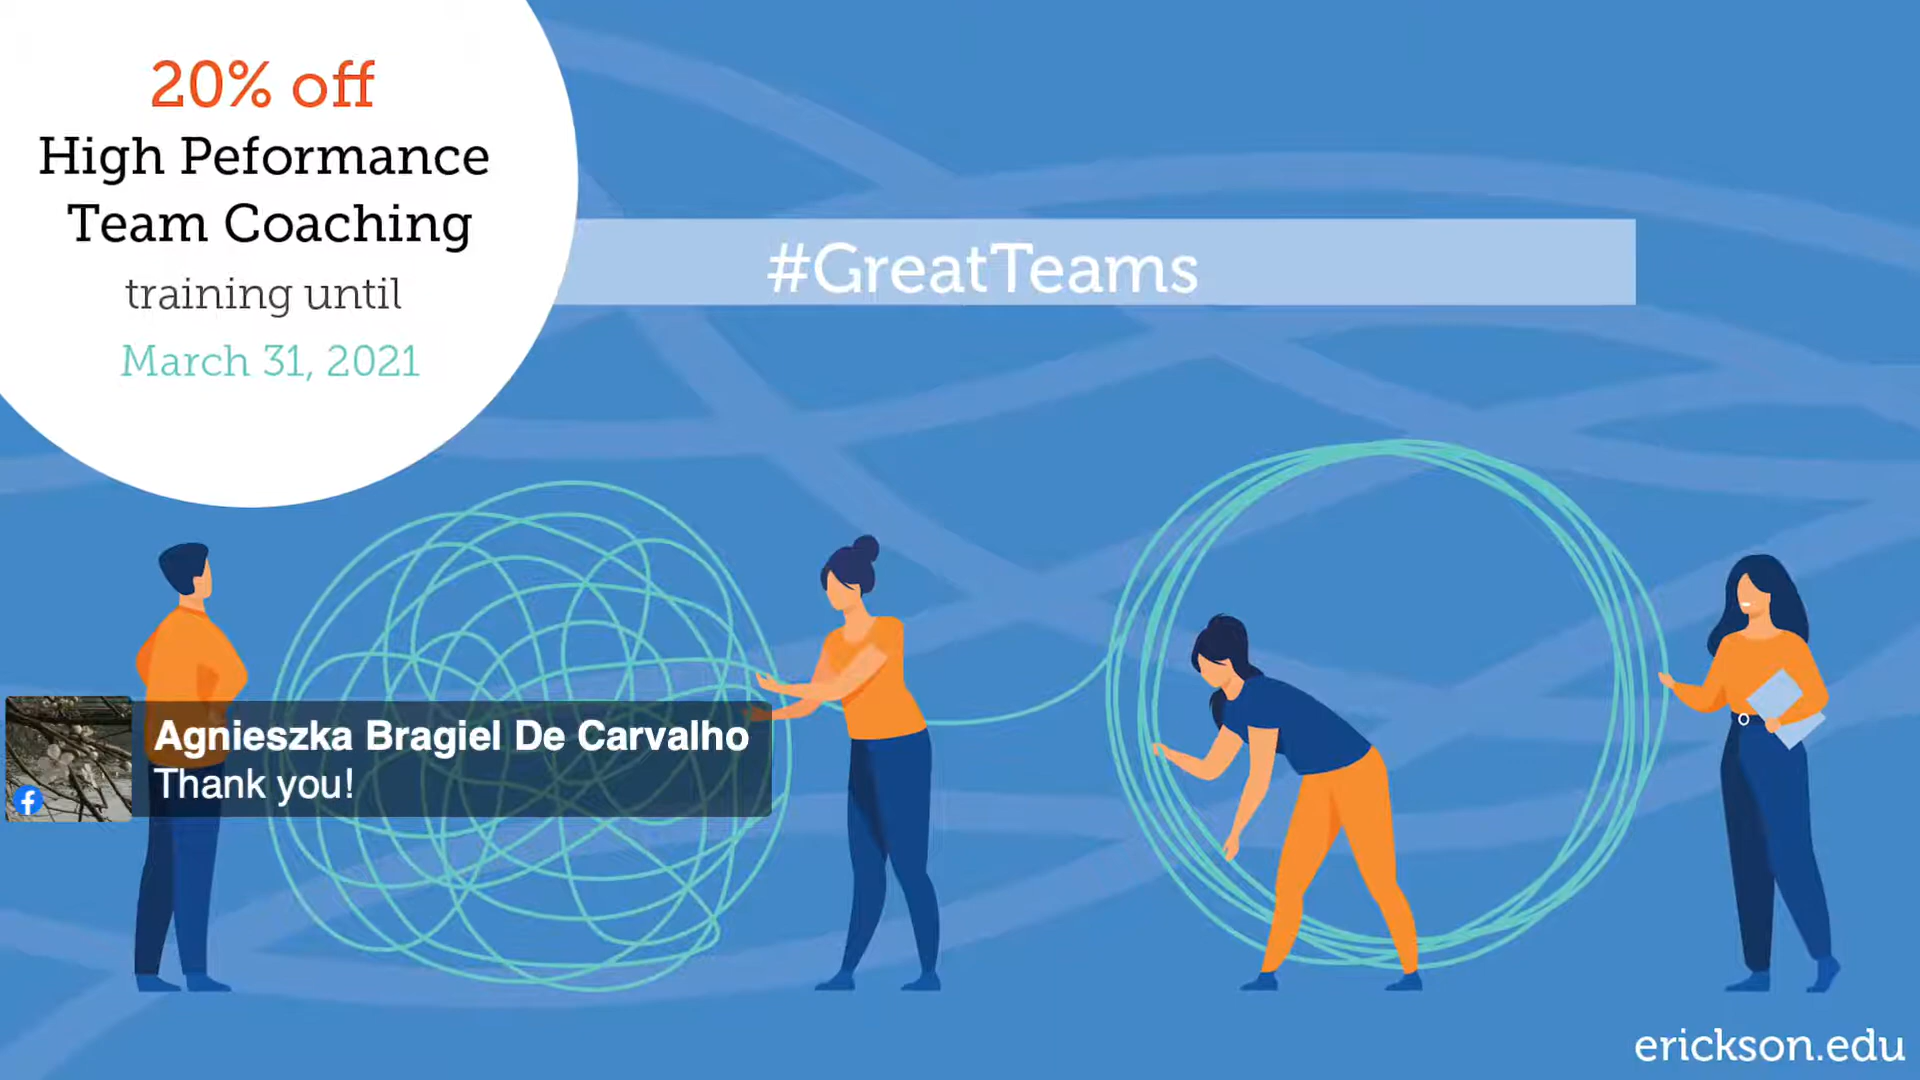 20% off
High Peformance
Team Coaching
training until
March 31, 2021
#GreatTeams
Agnieszka Bragiel De Carvalho
Thank you!
erickson.edu